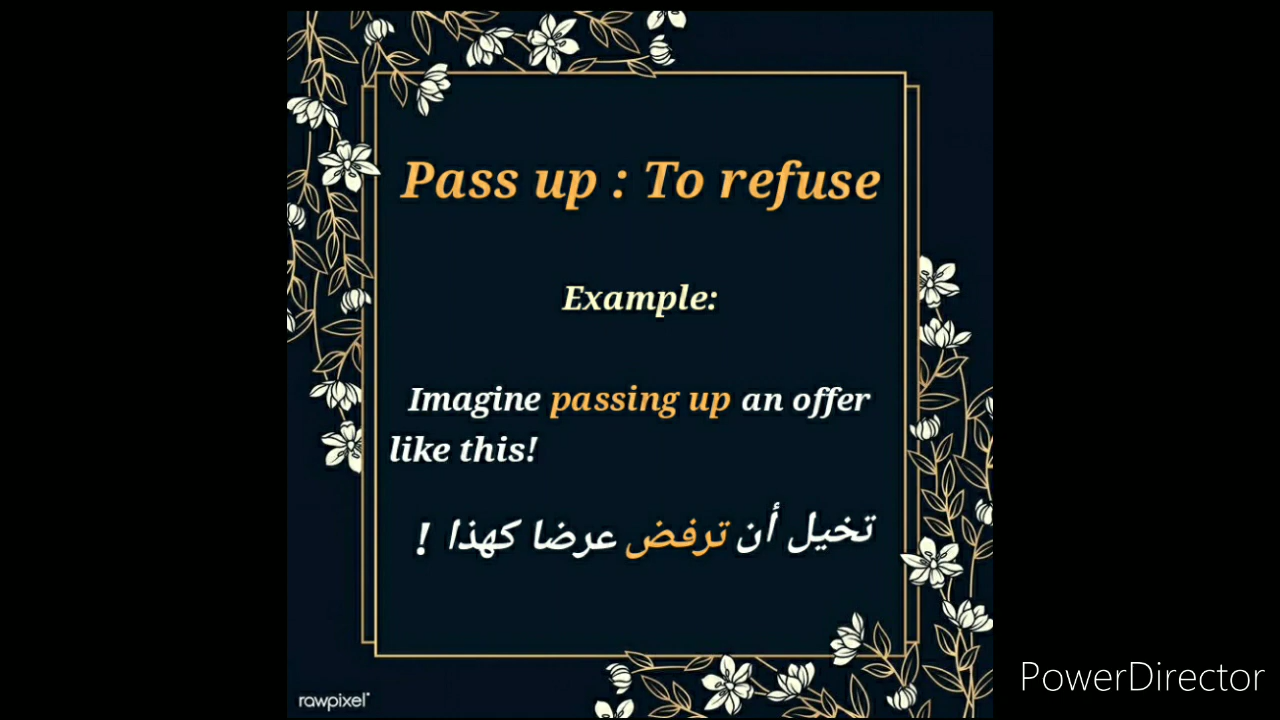 Pass up : To refuse
Example:
Imagine passing up an offer
like this!
تخيل أن ترفض عرضا كهذا !
rawpixel
PowerDirector